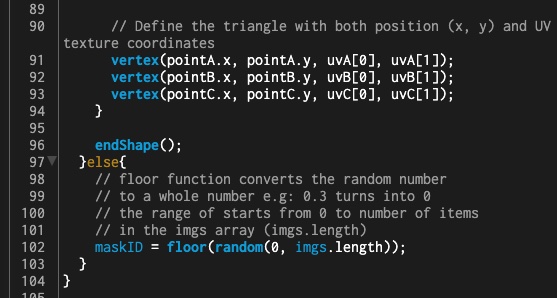 89
90 // Define the triangle with both position (x, y) and UV
texture coordinates
91 vertex(pointA.x, pointA.y, uvA[0], uvA[1]);
92 vertex(pointB.x, pointB.y, uvB[0], uvB[1]);
93 vertex(pointC.x, pointC.y, uvC[0], uvC[1]);
94 }
95
96 endShape();
97 }else{
98 // floor function converts the random number
99 // to a whole number e.g: 0.3 turns into 0
100 // the range of starts from 0 to number of items
101 // in the imgs array (imgs.length)
102 maskID = floor(random(0, imgs.length));
103 }
104 }
105